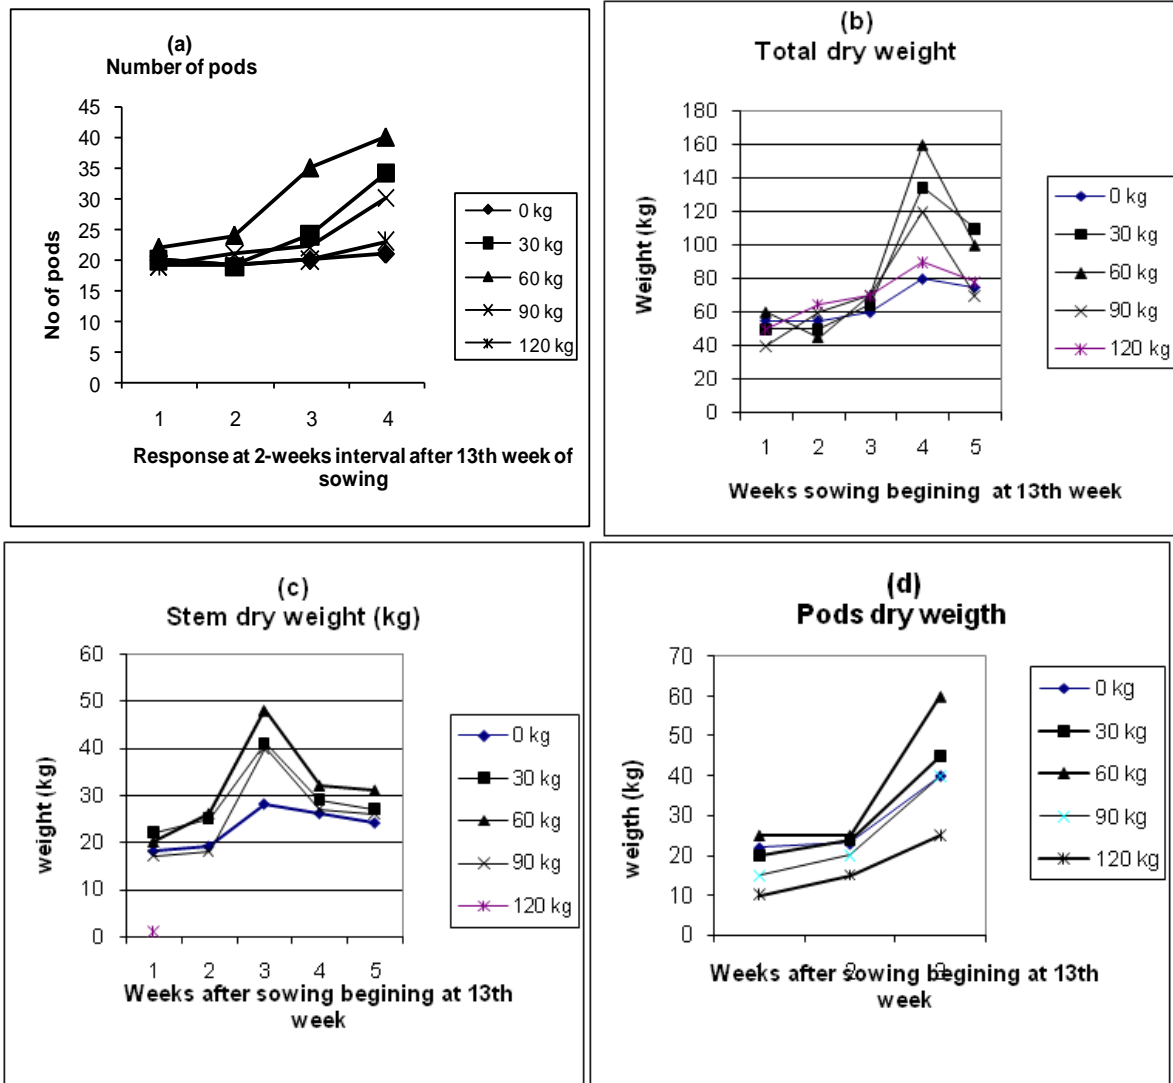 (a)
Number of pods
45
40
35
30
25
20
15
10
5
0
No of pods
1 2 3 4
Response at 2-weeks interval after 13th week of
sowing
0 kg
30 kg
60 kg
90 kg
120 kg
(b)
Total dry weight
180
160
140
120
100
80
60
40
20
0
Weight (kg)
1 2 3 4 5
Weeks sowing begining at 13th week
0 kg
30 kg
60 kg
90 kg
120 kg
(c)
Stem dry weight (kg)
60
50
40
30
20
10
0
weight (kg)
1 2 3 4 5
Weeks after sowing begining at 13th
week
0 kg
30 kg
60 kg
90 kg
120 kg
(d)
Pods dry weigth
70
60
50
40
30
20
10
0
weigth (kg)
1 2 3
Weeks after sowing begining at 13th
week
0 kg
30 kg
60 kg
90 kg
120 kg